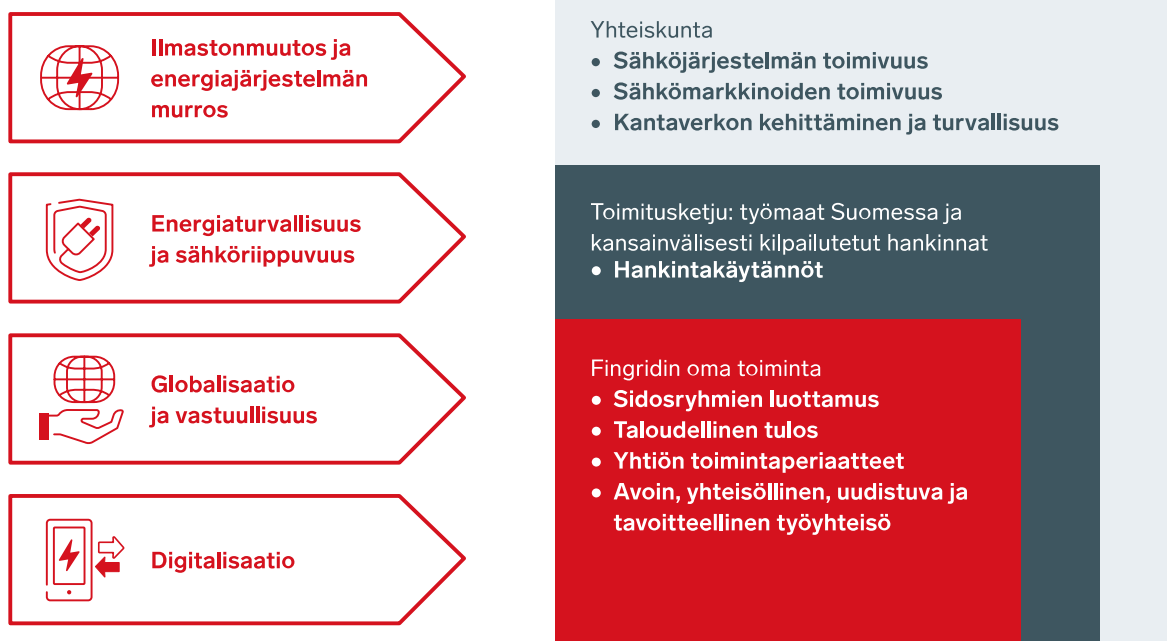 Ilmastonmuutos ja
energiajärjestelmän
murros
Energiaturvallisuus
ja sähköriippuvuus
Globalisaatio
ja vastuullisuus
Digitalisaatio
Yhteiskunta
• Sähköjärjestelmän toimivuus
• Sähkömarkkinoiden toimivuus
• Kantaverkon kehittäminen ja turvallisuus
Toimitusketju: työmaat Suomessa ja
kansainvälisesti kilpailutetut hankinnat
• Hankintakäytännöt
Fingridin oma toiminta
• Sidosryhmien luottamus
• Taloudellinen tulos
• Yhtiön toimintaperiaatteet
• Avoin, yhteisöllinen, uudistuva ja
tavoitteellinen työyhteisö